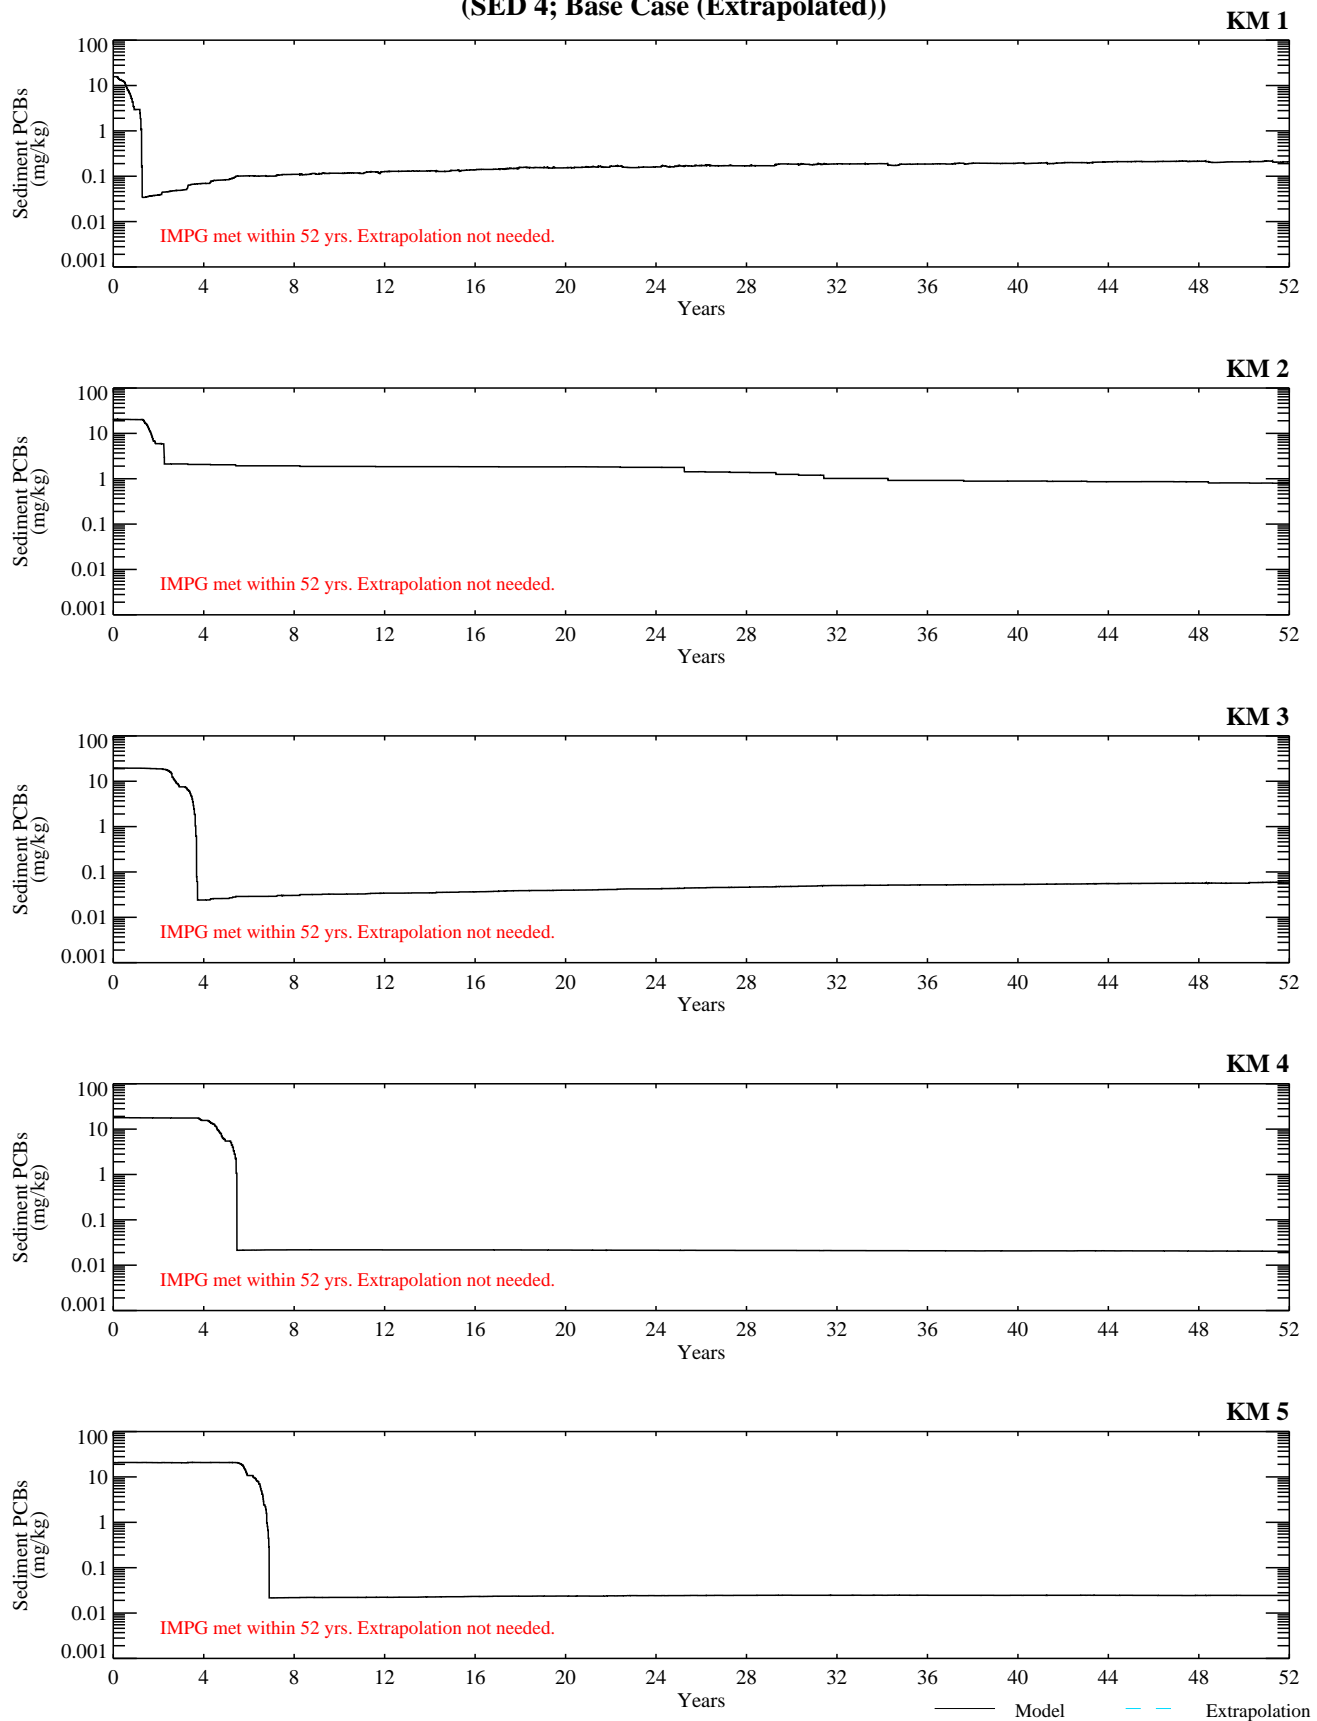 (SED 4; Base Case (Extrapolated))
KM 1
Sediment PCBs
(mg/kg)
100
10
1
0.1
0.01
0.001
IMPG met within 52 yrs. Extrapolation not needed.
0 4 8 12 16 20 24 28 32 36 40 44 48 52
Years
KM 2
Sediment PCBs
(mg/kg)
100
10
1
0.1
0.01
0.001
IMPG met within 52 yrs. Extrapolation not needed.
0 4 8 12 16 20 24 28 32 36 40 44 48 52
Years
KM 3
Sediment PCBs
(mg/kg)
100
10
1
0.1
0.01
0.001
IMPG met within 52 yrs. Extrapolation not needed.
0 4 8 12 16 20 24 28 32 36 40 44 48 52
Years
KM 4
Sediment PCBs
(mg/kg)
100
10
1
0.1
0.01
0.001
IMPG met within 52 yrs. Extrapolation not needed.
0 4 8 12 16 20 24 28 32 36 40 44 48 52
Years
KM 5
Sediment PCBs
(mg/kg)
100
10
1
0.1
0.01
0.001
IMPG met within 52 yrs. Extrapolation not needed.
0 4 8 12 16 20 24 28 32 36 40 44 48 52
Years
Model Extrapolation